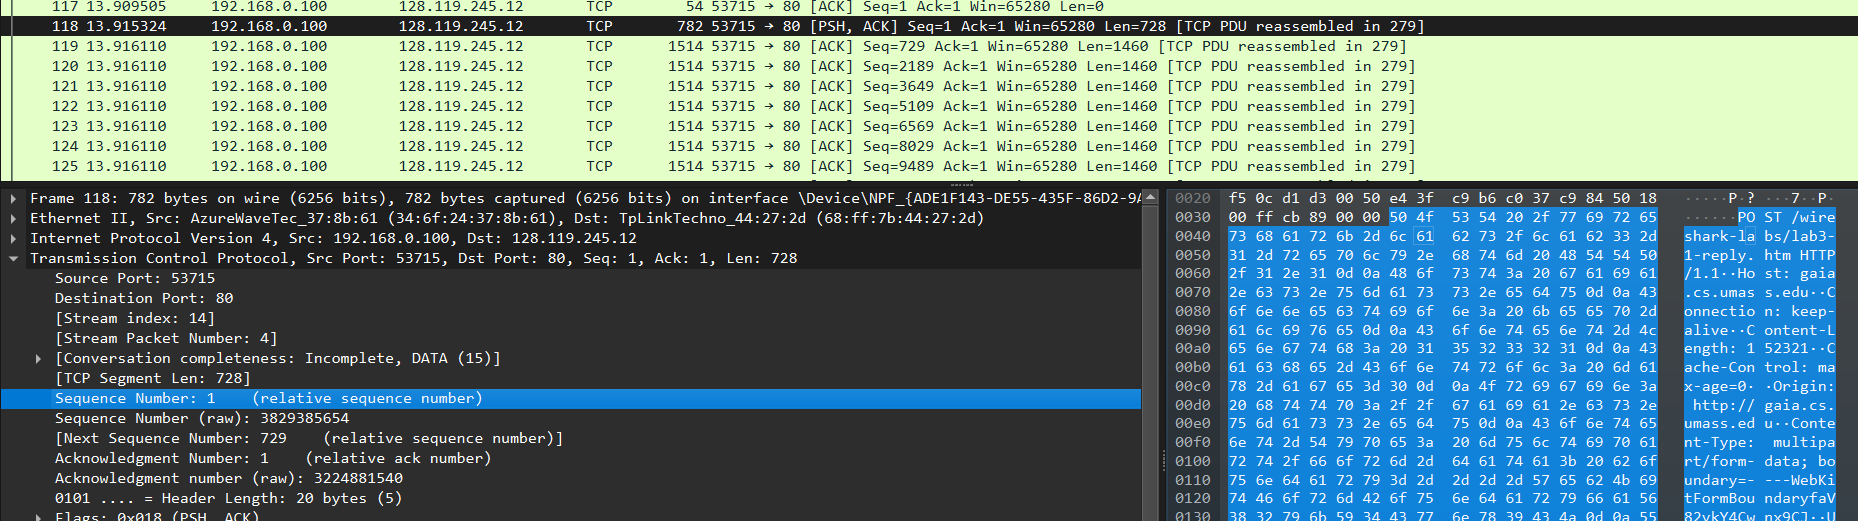 117 13.909505 192.168.0.100 128.119.245.12 TCP 54 53715 → 80 [ACK] Seq=1 Ack=1 Win=65280 Len=0
118 13.915324 192.168.0.100 128.119.245.12 TCP 782 53715 → 80 [PSH, ACK] Seq=1 Ack=1 Win=65280 Len=728 [TCP PDU reassembled in 279]
119 13.916110 192.168.0.100 128.119.245.12 TCP 1514 53715 → 80 [ACK] Seq=729 Ack=1 Win=65280 Len=1460 [TCP PDU reassembled in 279]
120 13.916110 192.168.0.100 128.119.245.12 TCP 1514 53715 → 80 [ACK] Seq=2189 Ack=1 Win=65280 Len=1460 [TCP PDU reassembled in 279]
121 13.916110 192.168.0.100 128.119.245.12 TCP 1514 53715 → 80 [ACK] Seq=3649 Ack=1 Win=65280 Len=1460 [TCP PDU reassembled in 279]
122 13.916110 192.168.0.100 128.119.245.12 TCP 1514 53715 → 80 [ACK] Seq=5109 Ack=1 Win=65280 Len=1460 [TCP PDU reassembled in 279]
123 13.916110 192.168.0.100 128.119.245.12 TCP 1514 53715 → 80 [ACK] Seq=6569 Ack=1 Win=65280 Len=1460 [TCP PDU reassembled in 279]
124 13.916110 192.168.0.100 128.119.245.12 TCP 1514 53715 → 80 [ACK] Seq=8029 Ack=1 Win=65280 Len=1460 [TCP PDU reassembled in 279]
125 13.916110 192.168.0.100 128.119.245.12 TCP 1514 53715 → 80 [ACK] Seq=9489 Ack=1 Win=65280 Len=1460 [TCP PDU reassembled in 279]
Frame 118: 782 bytes on wire (6256 bits), 782 bytes captured (6256 bits) on interface \Device\NPF_{ADE1F143-DE55-435F-86D2-9A
Ethernet II, Src: AzureWaveTec_37:8b:61 (34:6f:24:37:8b:61), Dst: TpLinkTechno_44:27:2d (68:ff:7b:44:27:2d)
Internet Protocol Version 4, Src: 192.168.0.100, Dst: 128.119.245.12
Transmission Control Protocol, Src Port: 53715, Dst Port: 80, Seq: 1, Ack: 1, Len: 728
Source Port: 53715
Destination Port: 80
[Stream index: 14]
[Stream Packet Number: 4]
[Conversation completeness: Incomplete, DATA (15)]
[TCP Segment Len: 728]
Sequence Number: 1 (relative sequence number)
Sequence Number (raw): 3829385654
[Next Sequence Number: 729 (relative sequence number)]
Acknowledgment Number: 1 (relative ack number)
Acknowledgment number (raw): 3224881540
0101 .... = Header Length: 20 bytes (5)
Flags: 0x018 (PSH, ACK)
0020 f5 0c d1 d3 00 50 e4 3f c9 b6 c0 37 c9 84 50 18 ·····P·? ···7··P·
0030 00 ff cb 89 00 00 50 4f 53 54 20 2f 77 69 72 65 ······PO ST /wire
0040 73 68 61 72 6b 2d 6c 61 62 73 2f 6c 61 62 33 2d shark-la bs/lab3-
0050 31 2d 72 65 70 6c 79 2e 68 74 6d 20 48 54 54 50 1-reply. htm HTTP
0060 2f 31 2e 31 0d 0a 48 6f 73 74 3a 20 67 61 69 61 /1.1··Ho st: gaia
0070 2e 63 73 2e 75 6d 61 73 73 2e 65 64 75 0d 0a 43 .cs.umas s.edu··C
0080 6f 6e 6e 65 63 74 69 6f 6e 3a 20 6b 65 65 70 2d onnectio n: keep-
0090 61 6c 69 76 65 0d 0a 43 6f 6e 74 65 6e 74 2d 4c alive··C ontent-L
00a0 65 6e 67 74 68 3a 20 31 35 32 33 32 31 0d 0a 43 ength: 1 52321··C
00b0 61 63 68 65 2d 43 6f 6e 74 72 6f 6c 3a 20 6d 61 ache-Con trol: ma
00c0 78 2d 61 67 65 3d 30 0d 0a 4f 72 69 67 69 6e 3a x-age=0· ·Origin:
00d0 20 68 74 74 70 3a 2f 2f 67 61 69 61 2e 63 73 2e http:// gaia.cs.
00e0 75 6d 61 73 73 2e 65 64 75 0d 0a 43 6f 6e 74 65 umass.ed u··Conte
00f0 6e 74 2d 54 79 70 65 3a 20 6d 75 6c 74 69 70 61 nt-Type: multipa
0100 72 74 2f 66 6f 72 6d 2d 64 61 74 61 3b 20 62 6f rt/form- data; bo
0110 75 6e 64 61 72 79 3d 2d 2d 2d 2d 57 65 62 4b 69 undary=- ---WebKi
0120 74 46 6f 72 6d 42 6f 75 6e 64 61 72 79 66 61 56 tFormBou ndaryfaV
0130 38 32 79 6b 59 34 43 77 6e 78 39 43 4a 0d 0a 55 82ykY4Cw nx9CJ··U